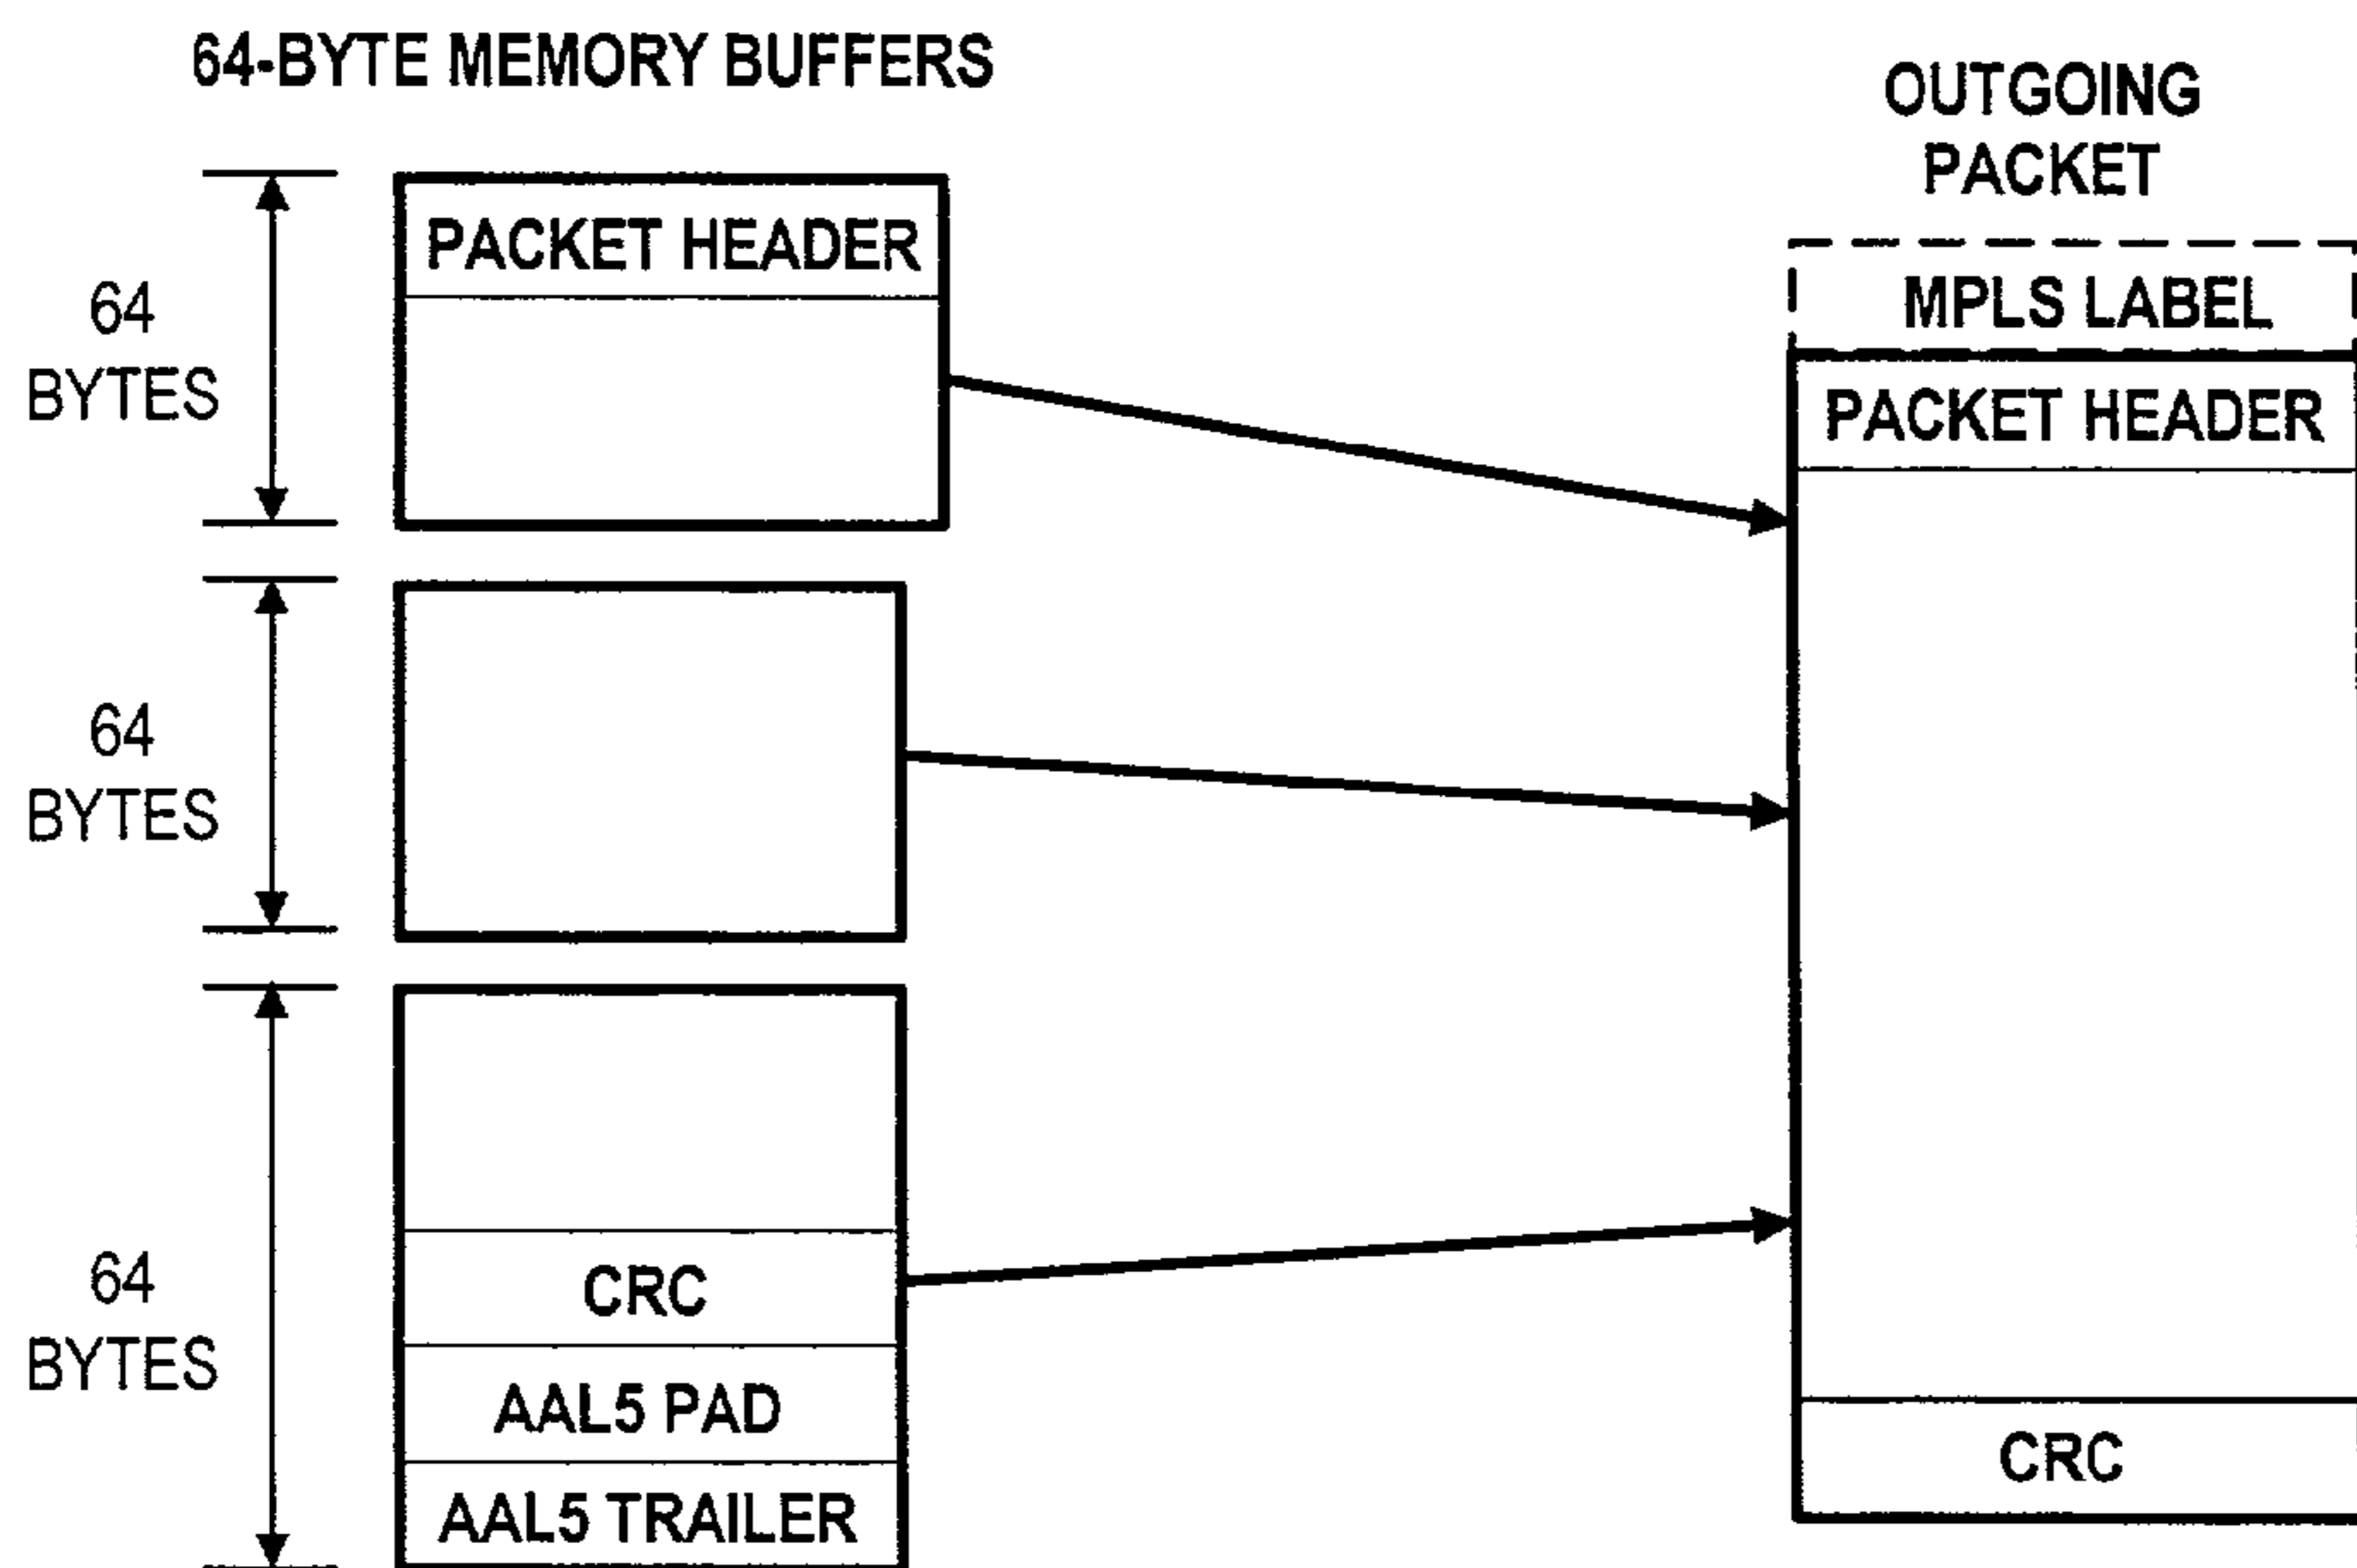 64-BYTE MEMORY BUFFERS
64
BYTES
PACKET HEADER
64
BYTES
64
BYTES
CRC
AAL5 PAD
AAL5 TRAILER
OUTGOING
PACKET
MPLS LABEL
PACKET HEADER
CRC